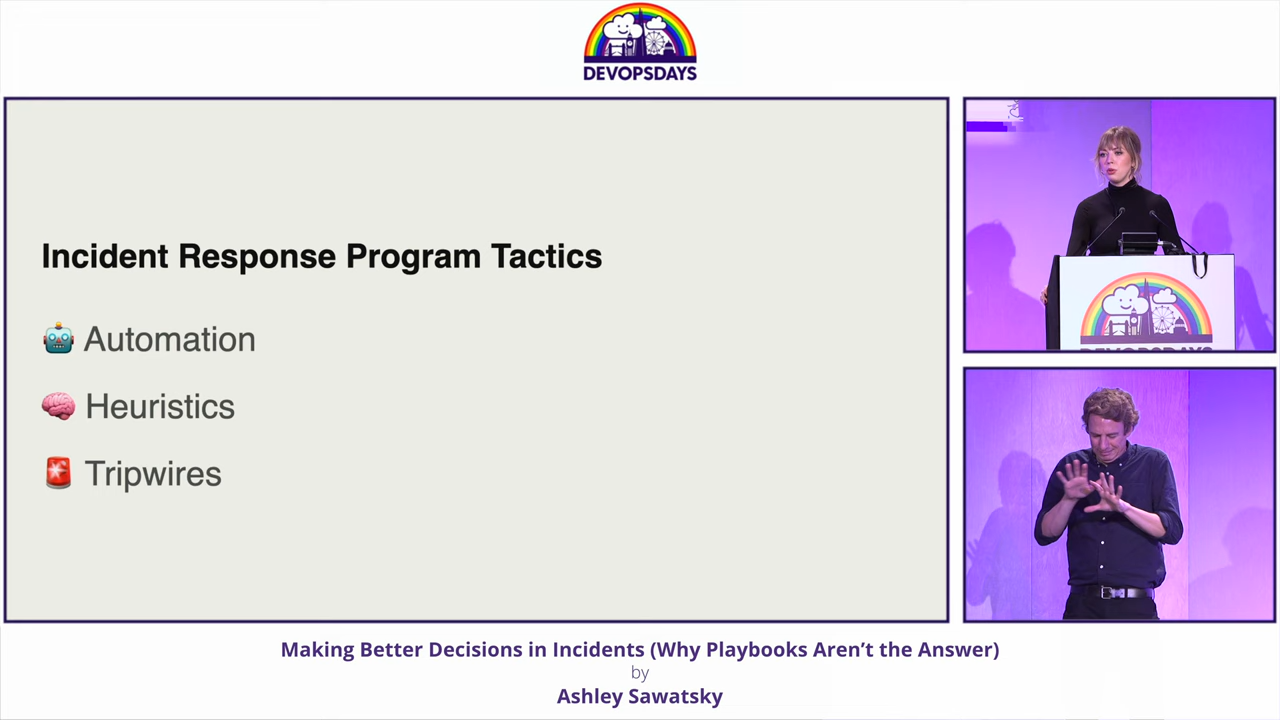 DEVOPSDAYS
Incident Response Program Tactics
Automation
Heuristics
Tripwires
DEVOPSDAYS
Making Better Decisions in Incidents (Why Playbooks Aren’t the Answer)
by
Ashley Sawatsky